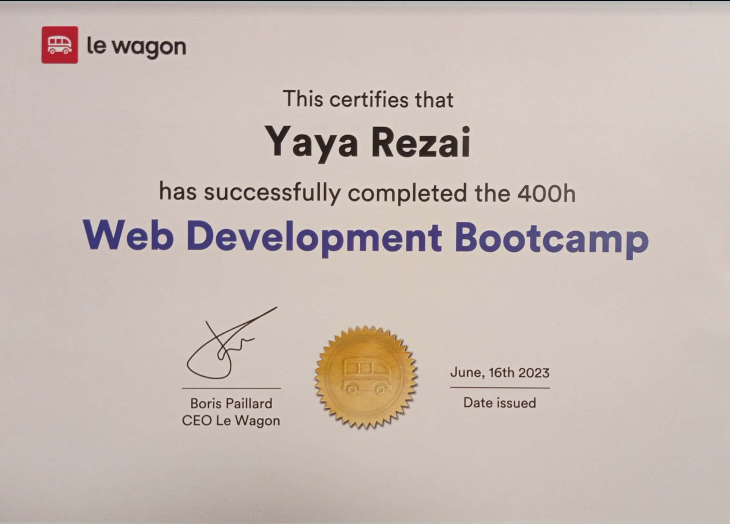 le wagon
This certifies that
Yaya Rezai
has successfully completed the 400h
Web Development Bootcamp
June, 16th 2023
Boris Paillard
Date issued
CEO Le Wagon